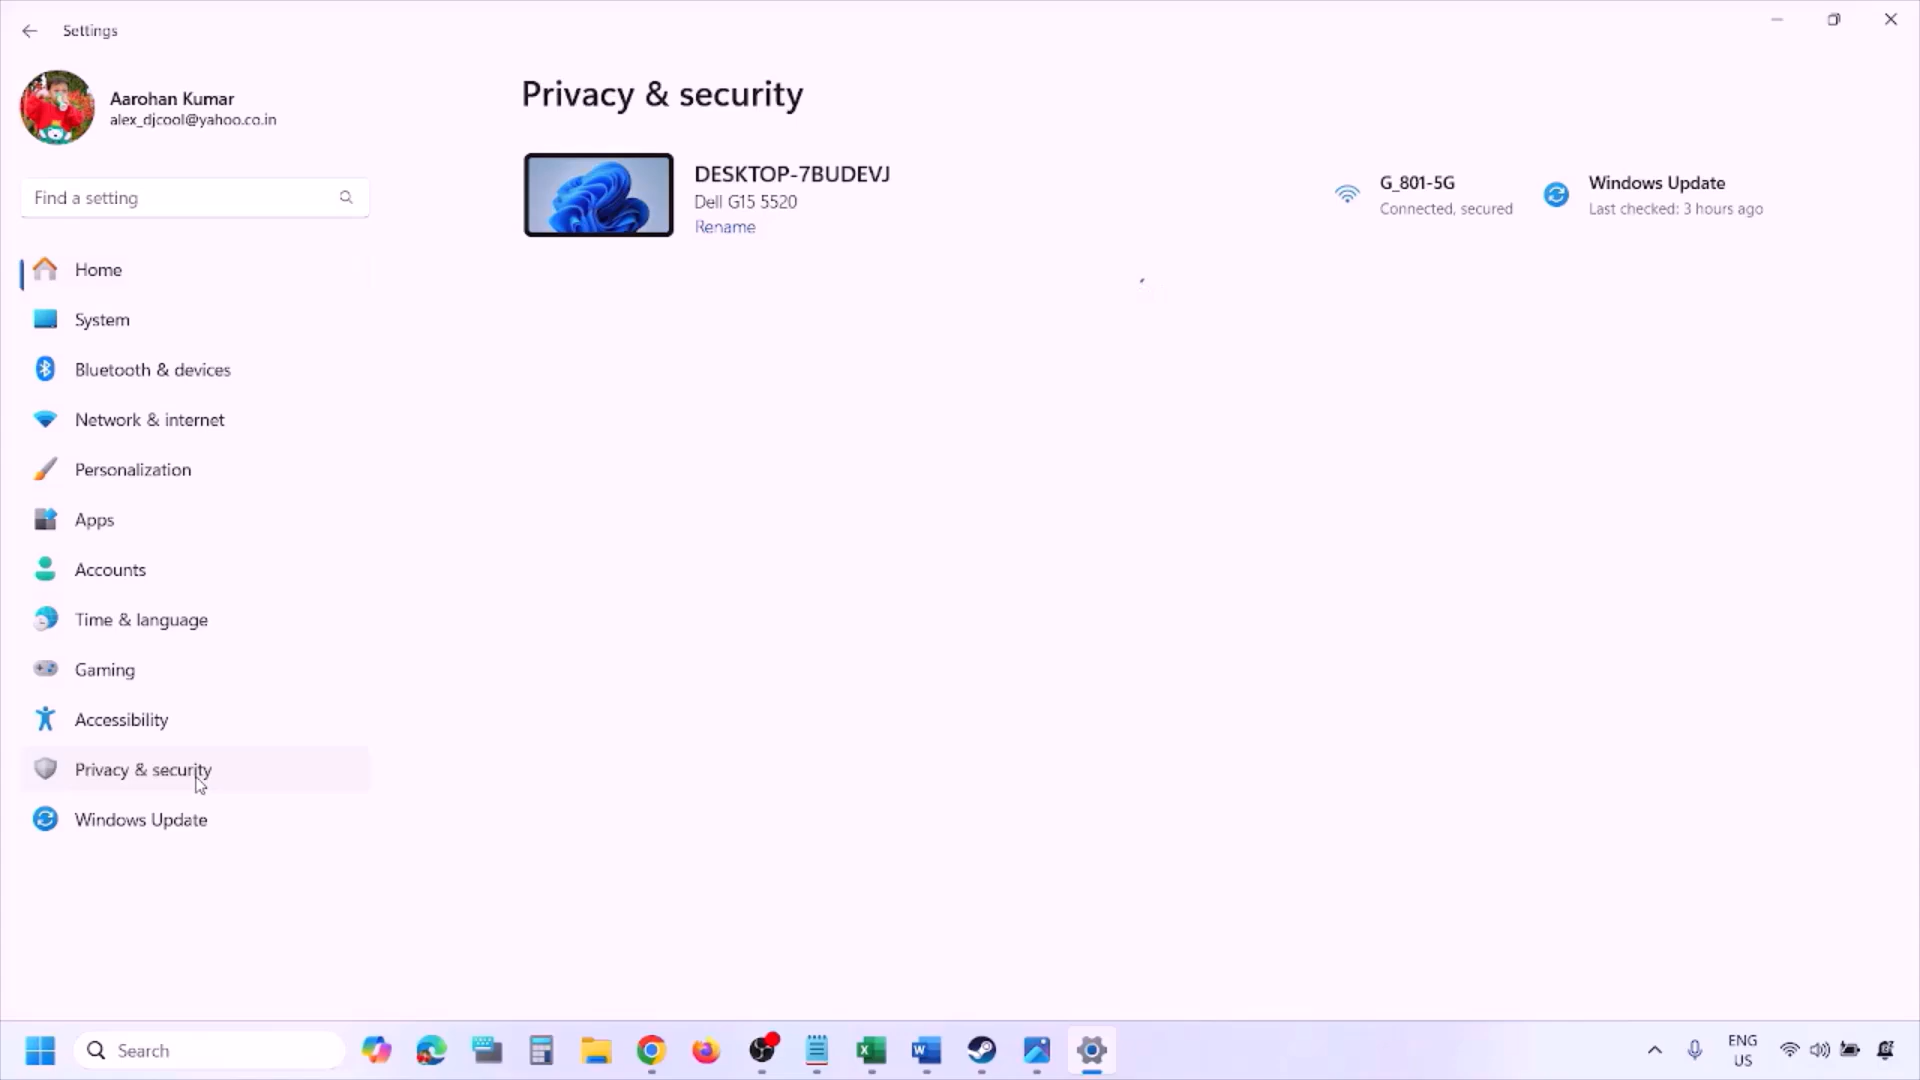 Settings
Aarohan Kumar
alex_djcool@yahoo.co.in
Find a setting
Home
System
Bluetooth & devices
Network & internet
Personalization
Apps
Accounts
Time & language
Gaming
Accessibility
Privacy & security
Windows Update
Privacy & security
DESKTOP-7BUDEVJ
Dell G15 5520
Rename
G_801-5G
Connected, secured
Windows Update
Last checked: 3 hours ago
Search
ENG
US